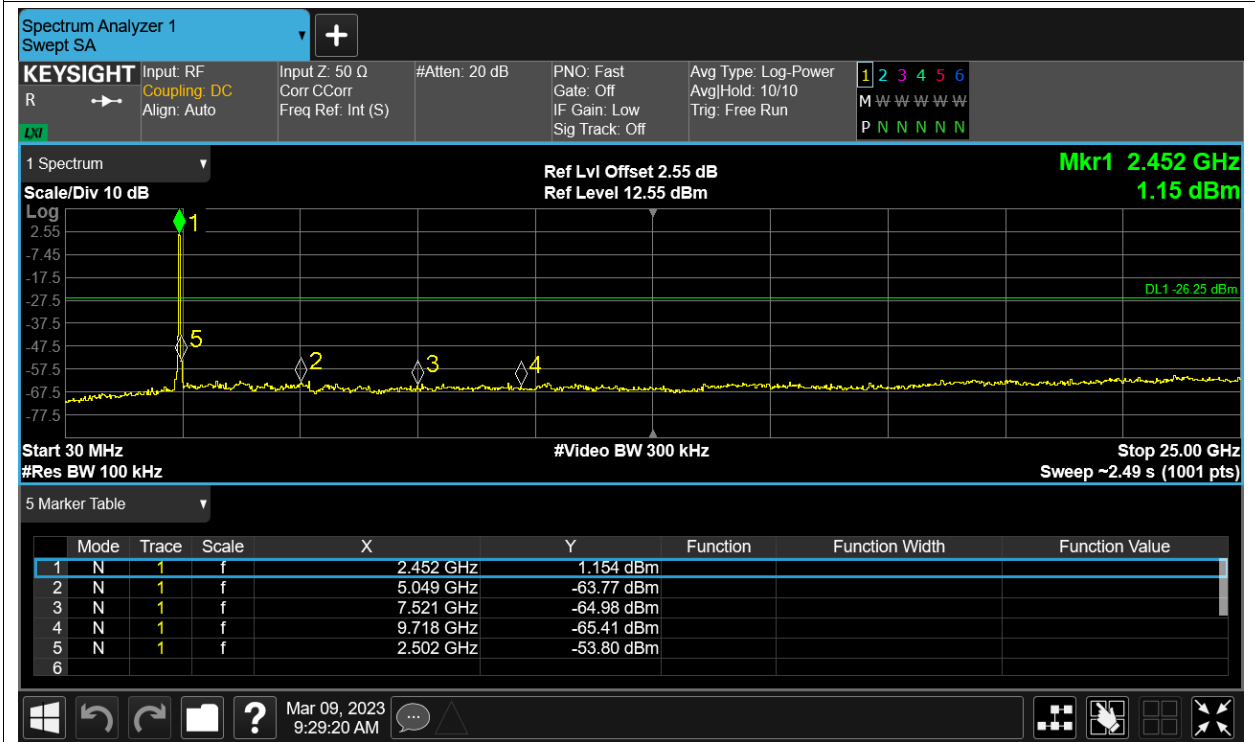 Spectrum Analyzer 1
Swept SA
KEYSIGHT Input: RF Input Z: 50 Ω #Atten: 20 dB PNO: Fast Avg Type: Log-Power 1 2 3 4 5 6
R Coupling: DC Corr CCorr Gate: Off Avg|Hold: 10/10 M W W W W W
Align: Auto Freq Ref: Int (S) IF Gain: Low Trig: Free Run
LXI Sig Track: Off P N N N N N
1 Spectrum Ref Lvl Offset 2.55 dB Mkr1 2.452 GHz
Scale/Div 10 dB Ref Level 12.55 dBm 1.15 dBm
Log
1
2.55
-7.45
-17.5
DL1 -26.25 dBm
-27.5
-37.5
5
-47.5
2 3 4
-57.5
-67.5
-77.5
Start 30 MHz #Video BW 300 kHz Stop 25.00 GHz
#Res BW 100 kHz Sweep ~2.49 s (1001 pts)
5 Marker Table
Mode Trace Scale X Y Function Function Width Function Value
1 N 1 f 2.452 GHz 1.154 dBm
2 N 1 f 5.049 GHz -63.77 dBm
3 N 1 f 7.521 GHz -64.98 dBm
4 N 1 f 9.718 GHz -65.41 dBm
5 N 1 f 2.502 GHz -53.80 dBm
6
? Mar 09, 2023
9:29:20 AM